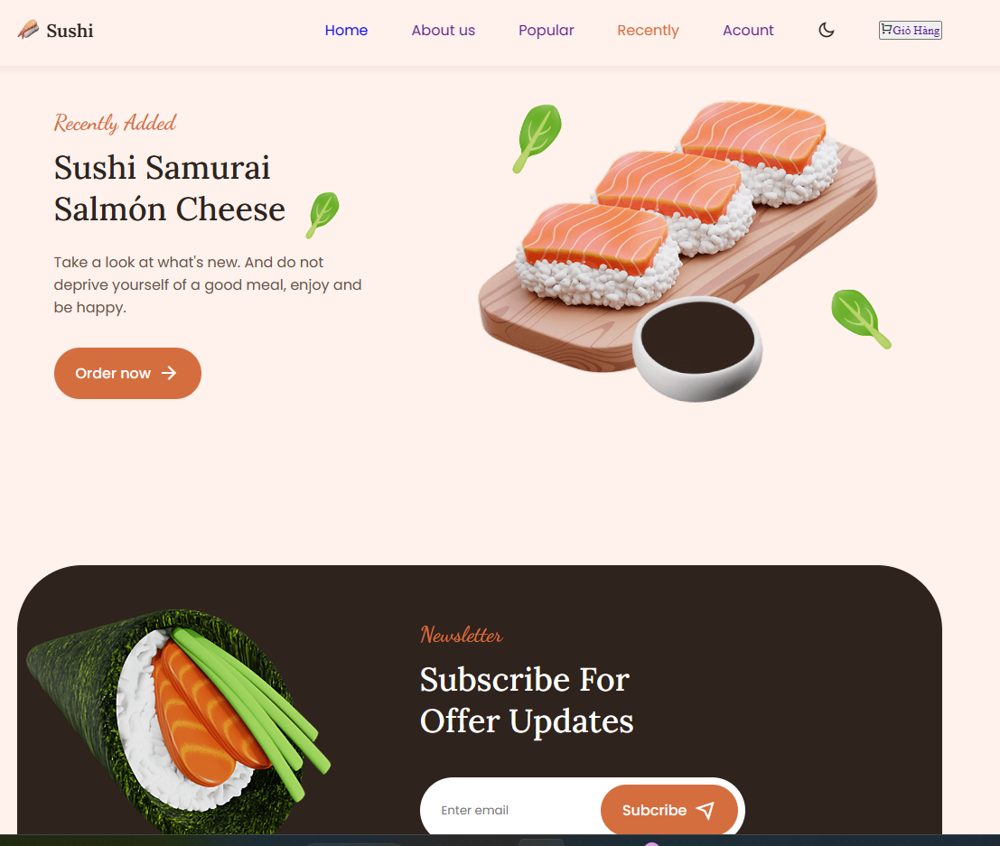 Sushi
Home
About us
Popular
Recently
Acount
Giỏ Hàng
Recently Added
Sushi Samurai
Salmón Cheese
Take a look at what's new. And do not
deprive yourself of a good meal, enjoy and
be happy.
Order now
Newsletter
Subscribe For
Offer Updates
Enter email
Subcribe